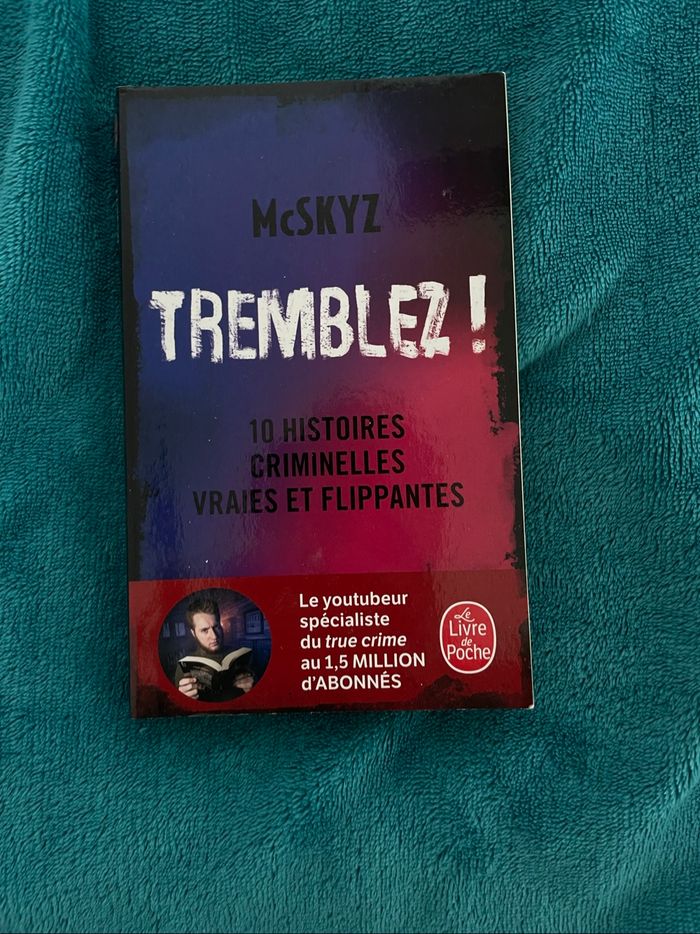 McSKYZ
TREMBLEZ !
10 HISTOIRES
CRIMINELLES
VRAIES ET FLIPPANTES
Le youtubeur
spécialiste
du true crime
au 1,5 MILLION
d'ABONNÉS
Le
LIVRE
de
POCHE